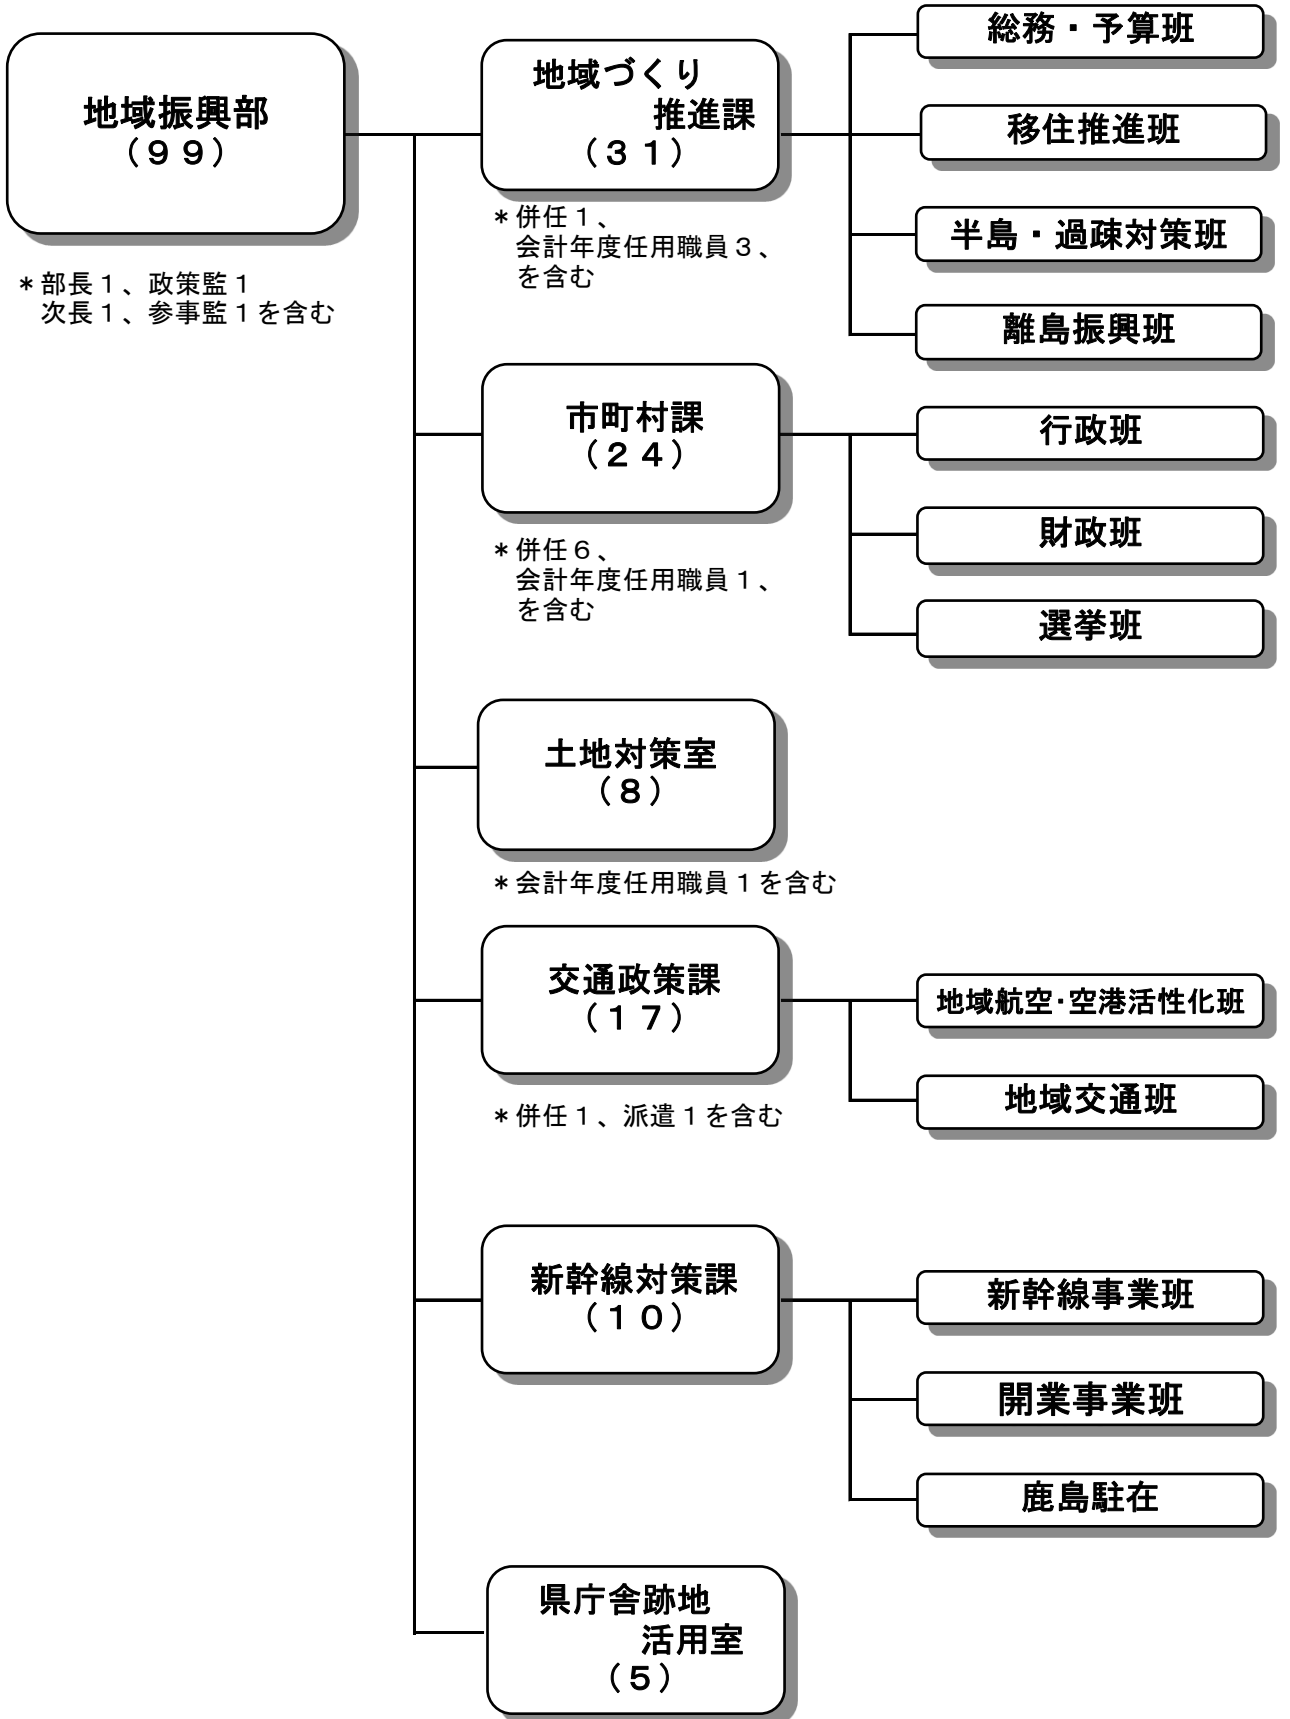 地域振興部
（９９）
＊部長１、政策監１
次長１、参事監１を含む
地域づくり
推進課
（３１）
＊併任１、
会計年度任用職員３、
を含む
総務・予算班
移住推進班
半島・過疎対策班
離島振興班
市町村課
（２４）
＊併任６、
会計年度任用職員１、
を含む
行政班
財政班
選挙班
土地対策室
（８）
＊会計年度任用職員１を含む
交通政策課
（１７）
＊併任１、派遣１を含む
地域航空･空港活性化班
地域交通班
新幹線対策課
（１０）
新幹線事業班
開業事業班
鹿島駐在
県庁舎跡地
活用室
（５）